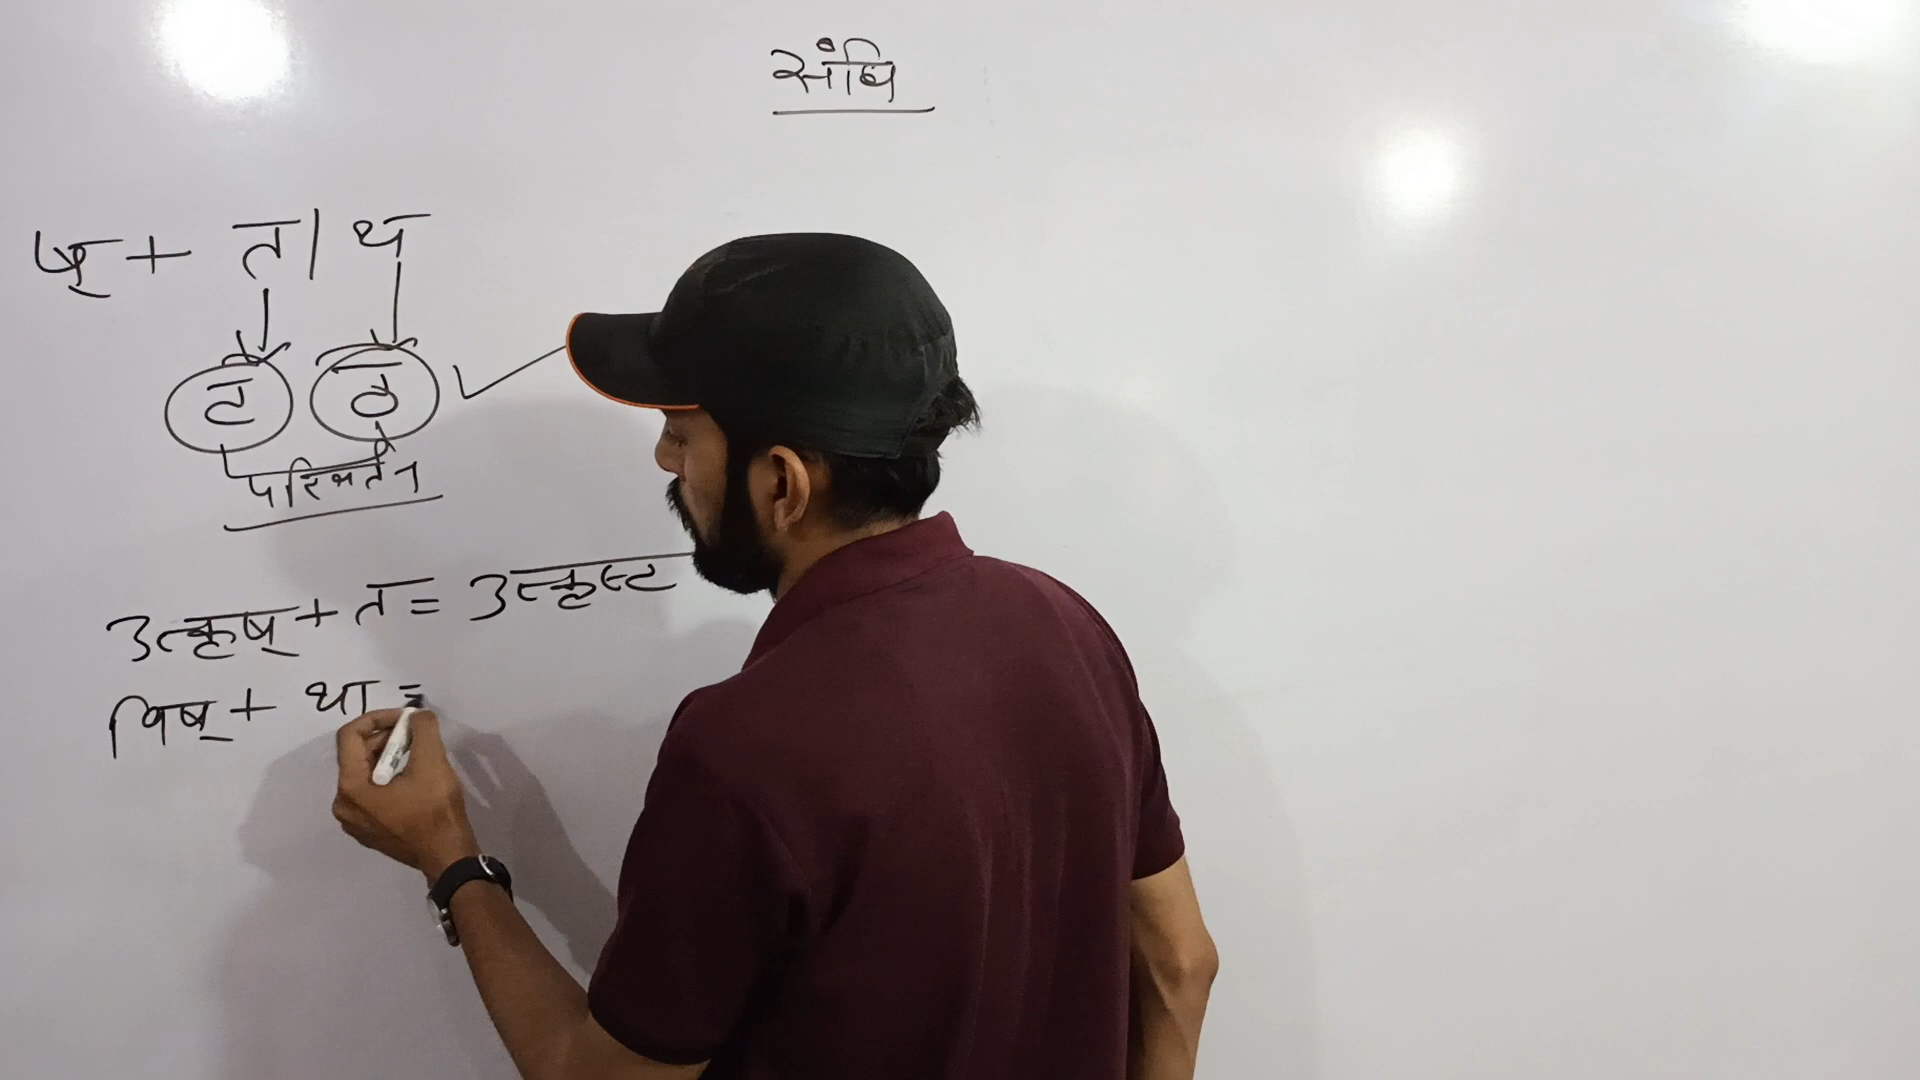 संधि
ष् + त | थ
ट ठ
परिवर्तन
उत्कृष् + त = उत्कृष्ट
विष् + था =